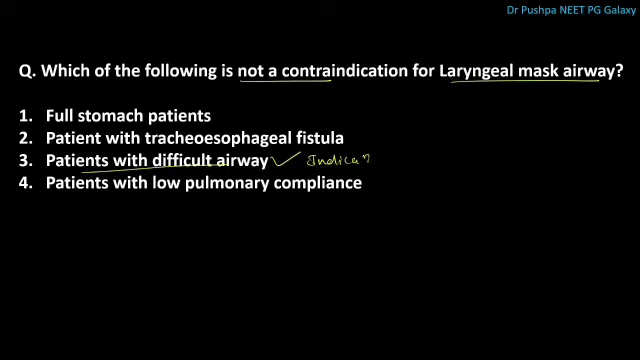 Dr Pushpa NEET PG Galaxy
Q. Which of the following is not a contraindication for Laryngeal mask airway?
1. Full stomach patients
2. Patient with tracheoesophageal fistula
3. Patients with difficult airway ✓ Indicaⁿ
4. Patients with low pulmonary compliance